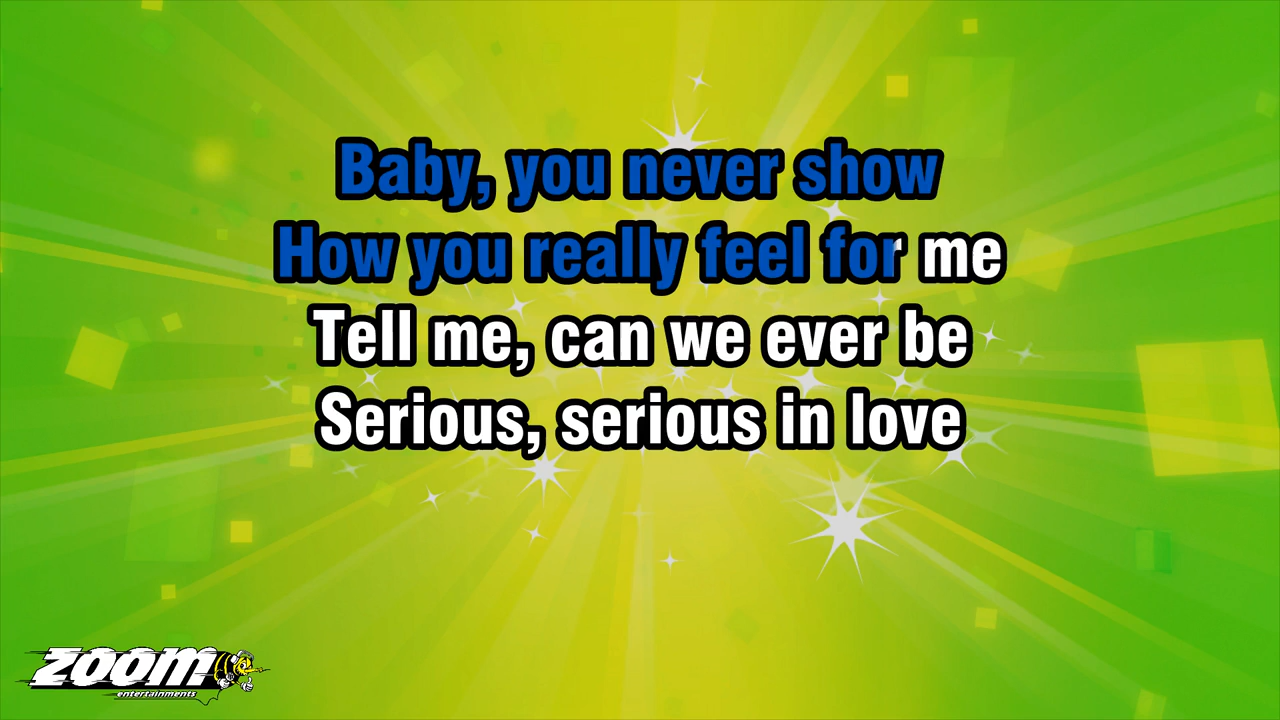 Baby, you never show
How you really feel for me
Tell me, can we ever be
Serious, serious in love
zoom
entertainments